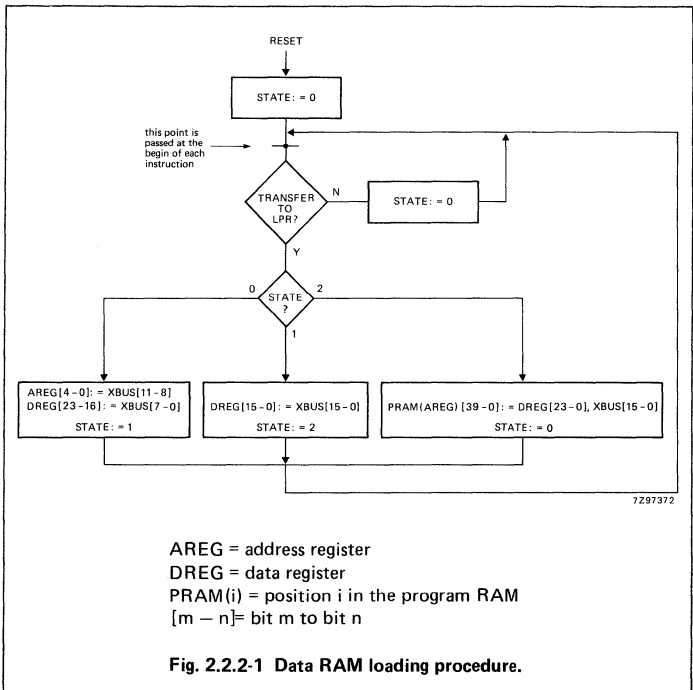 RESET
STATE: = 0
this point is
passed at the
begin of each
instruction
TRANSFER
TO
LPR?
N
STATE: = 0
Y
0
STATE
?
2
1
AREG[4-0]: = XBUS[11-8]
DREG[23-16]: = XBUS[7-0]
STATE: = 1
DREG[15-0]: = XBUS[15-0]
STATE: = 2
PRAM(AREG) [39-0]: = DREG[23-0], XBUS[15-0]
STATE: = 0
7Z97372
AREG = address register
DREG = data register
PRAM(i) = position i in the program RAM
[m — n]= bit m to bit n
Fig. 2.2.2-1 Data RAM loading procedure.